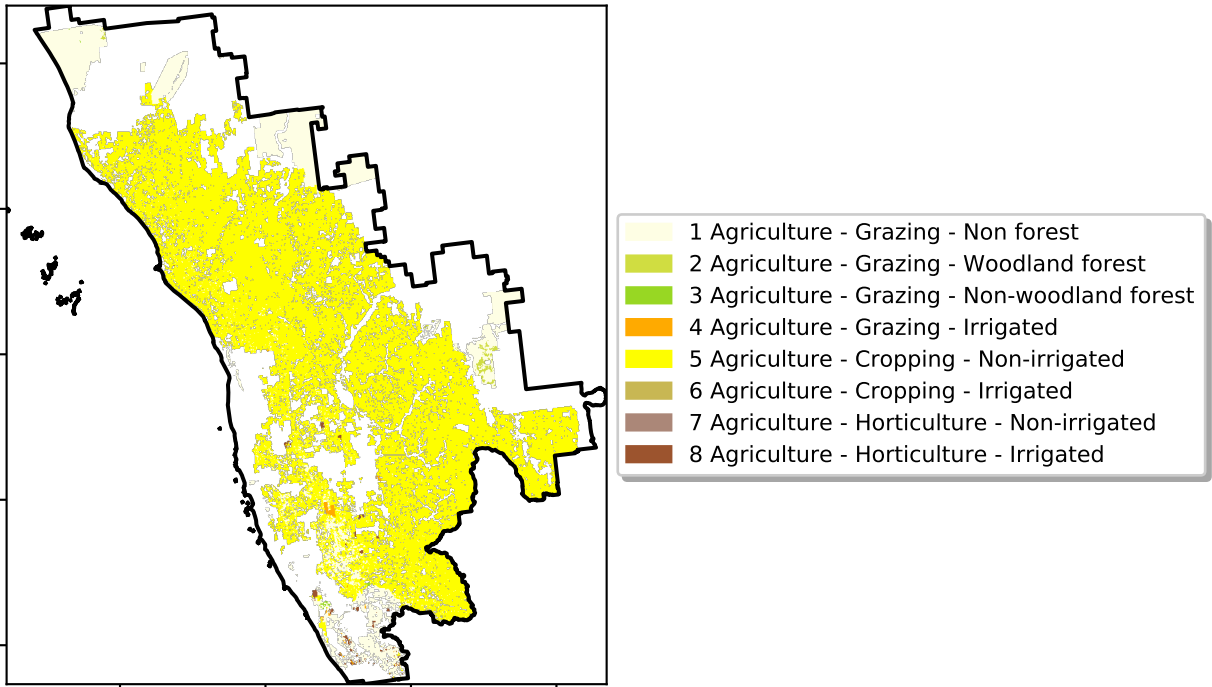 1 Agriculture - Grazing - Non forest
2 Agriculture - Grazing - Woodland forest
3 Agriculture - Grazing - Non-woodland forest
4 Agriculture - Grazing - Irrigated
5 Agriculture - Cropping - Non-irrigated
6 Agriculture - Cropping - Irrigated
7 Agriculture - Horticulture - Non-irrigated
8 Agriculture - Horticulture - Irrigated